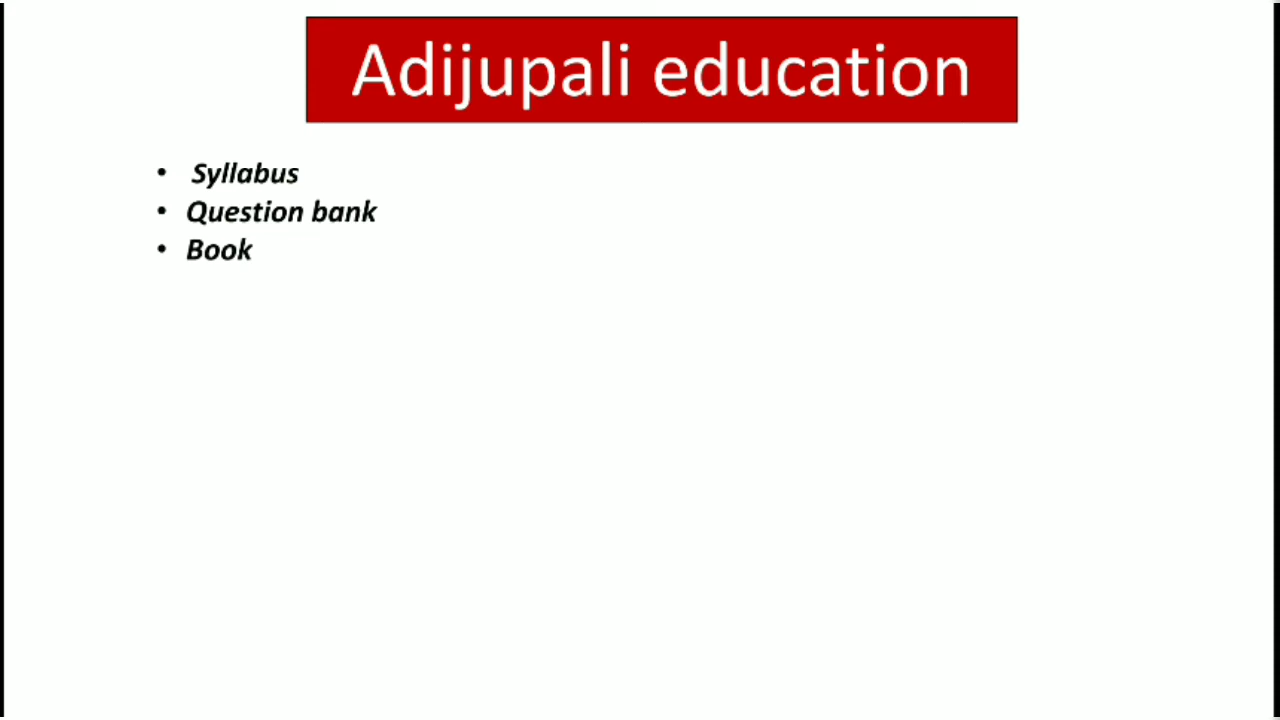 Adijupali education
• Syllabus
• Question bank
• Book